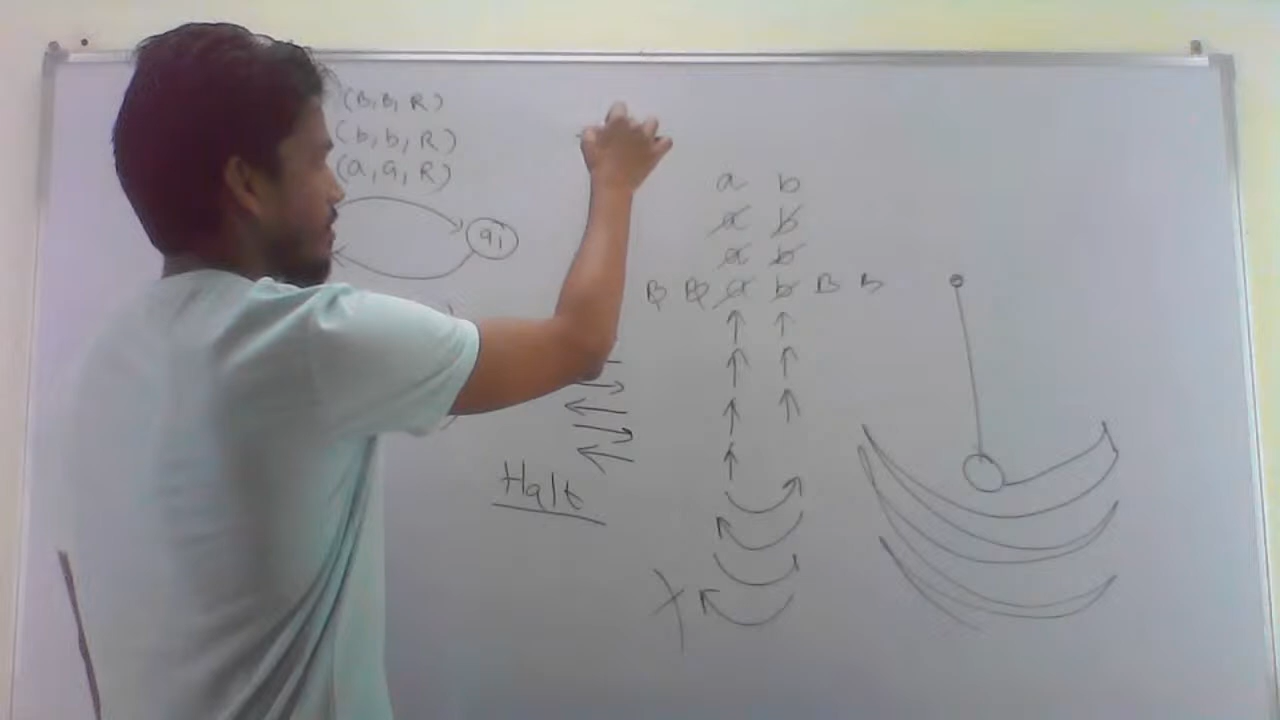 (B, B, R)
(b, b, R)
(a, a, R)
q1
a b
a b
a b
B B a b B B
Halt